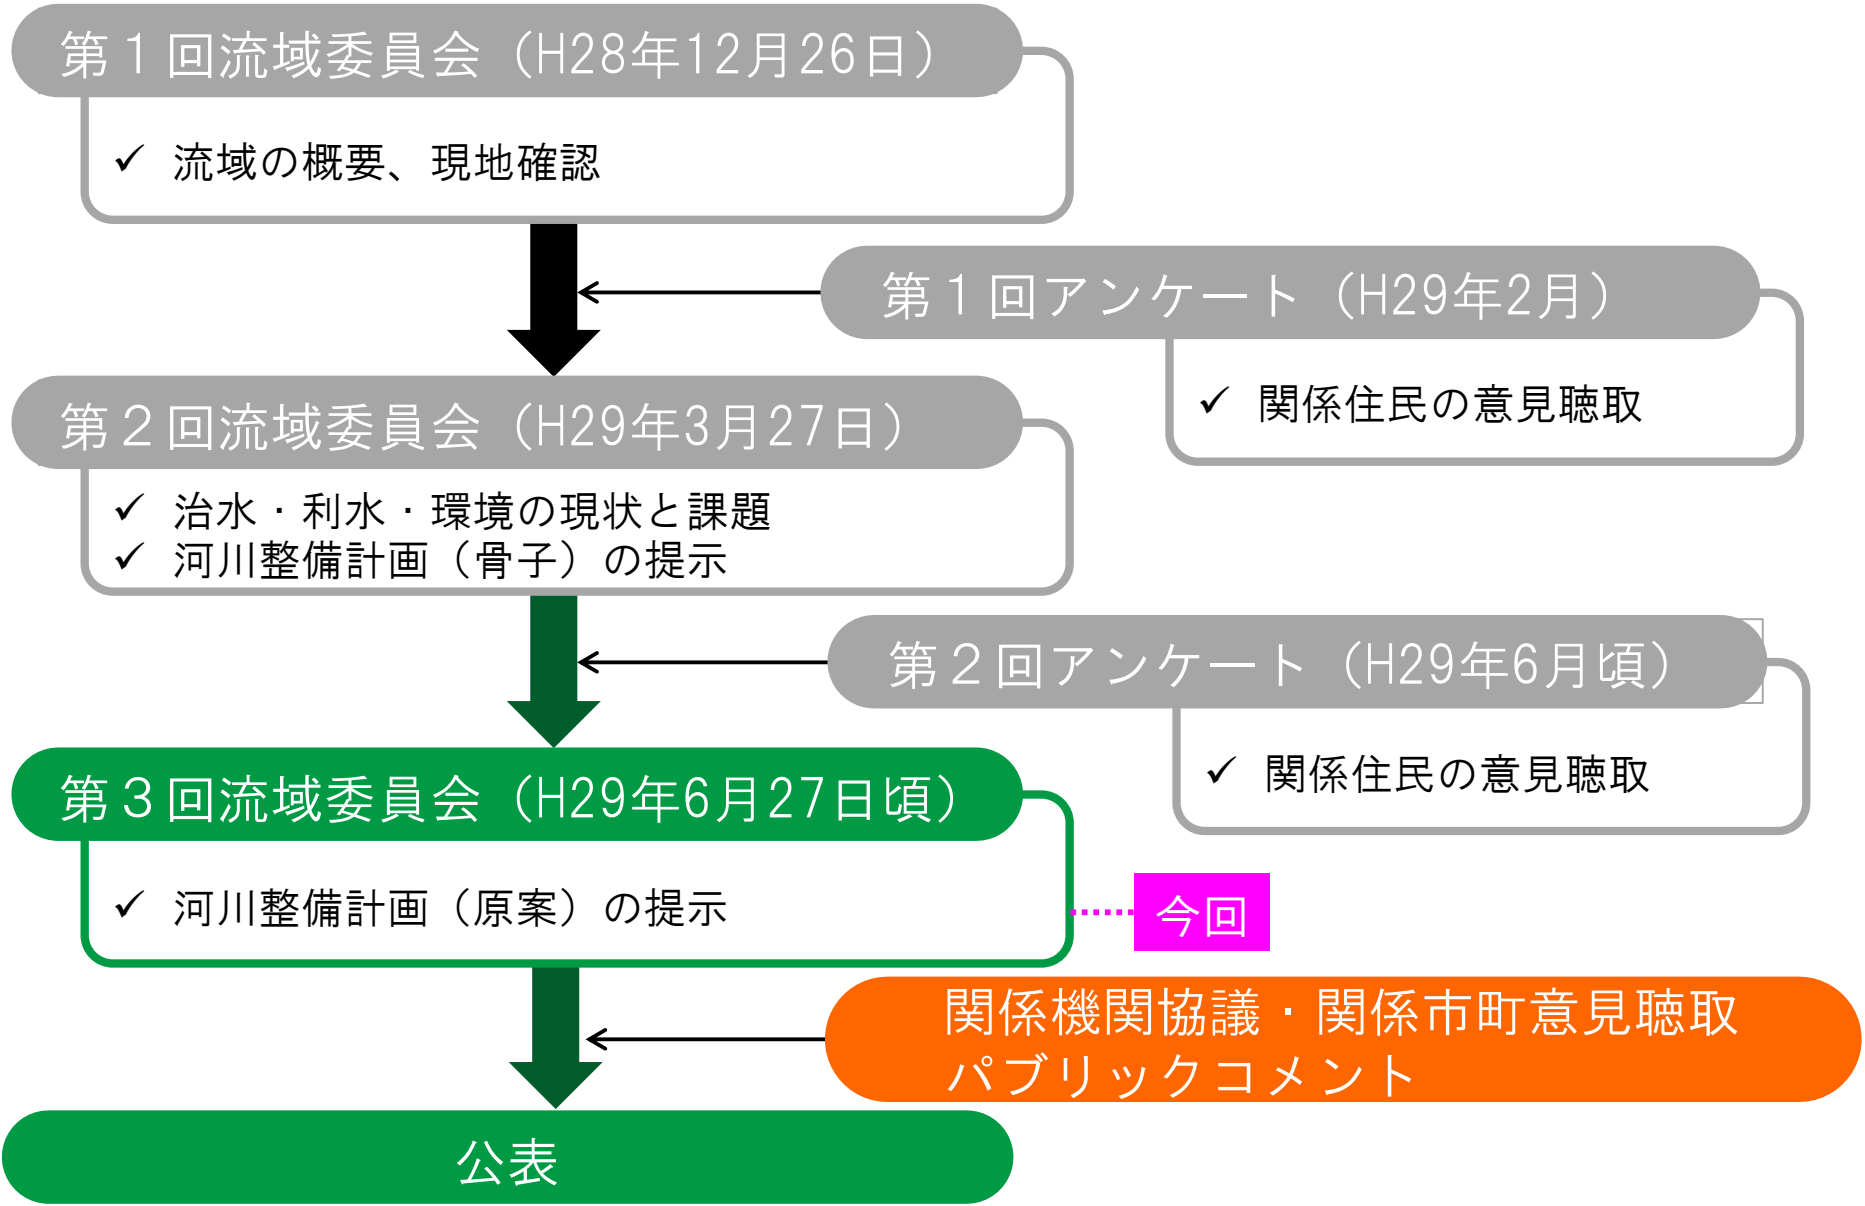 第１回流域委員会（H28年12月26日）
✓ 流域の概要、現地確認
第１回アンケート（H29年2月）
✓ 関係住民の意見聴取
第２回流域委員会（H29年3月27日）
✓ 治水・利水・環境の現状と課題
✓ 河川整備計画（骨子）の提示
第２回アンケート（H29年6月頃）
✓ 関係住民の意見聴取
第３回流域委員会（H29年6月27日頃）
✓ 河川整備計画（原案）の提示
今回
関係機関協議・関係市町意見聴取
パブリックコメント
公表